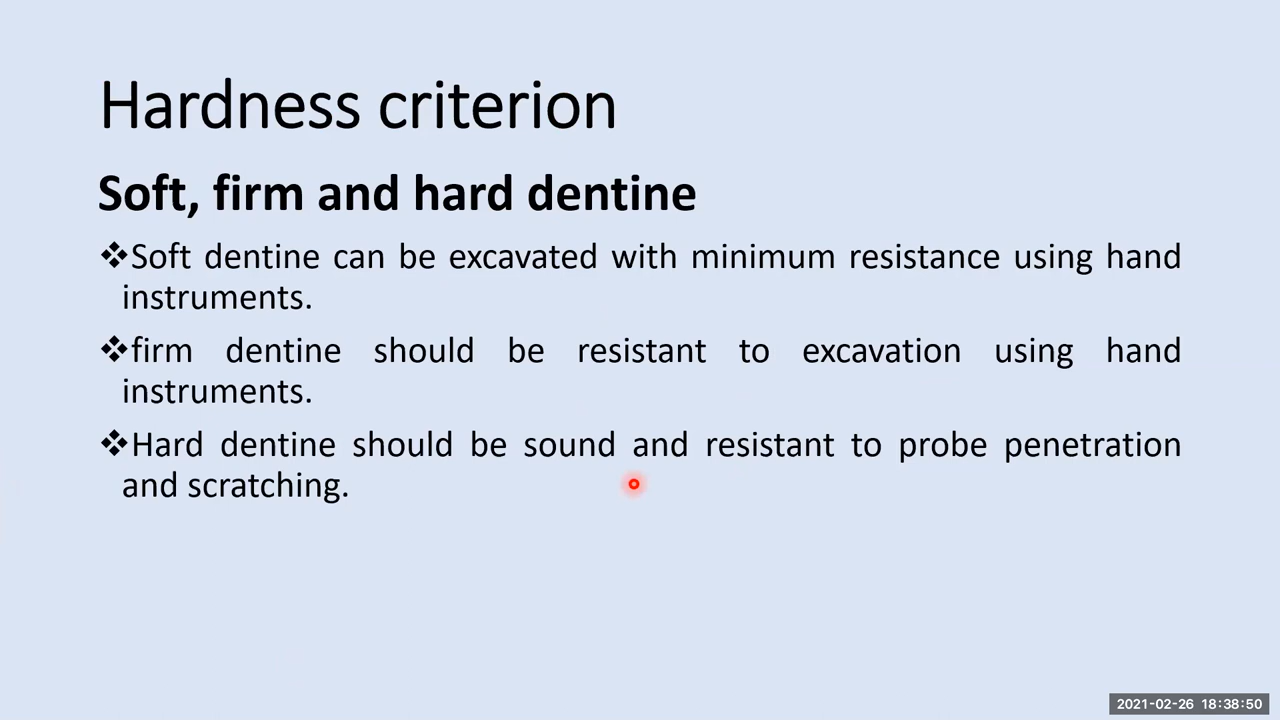 Hardness criterion
Soft, firm and hard dentine
❖Soft dentine can be excavated with minimum resistance using hand
instruments.
❖firm dentine should be resistant to excavation using hand
instruments.
❖Hard dentine should be sound and resistant to probe penetration
and scratching.
2021-02-26 18:38:50